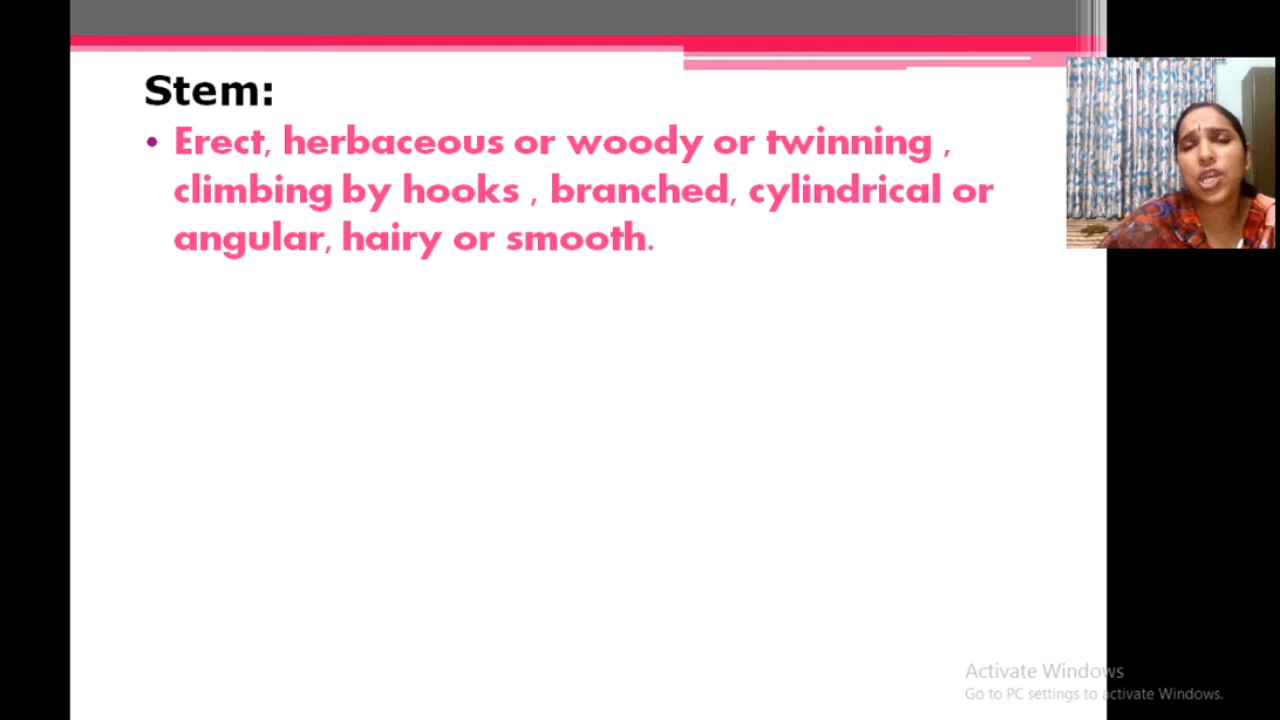 Stem:
• Erect, herbaceous or woody or twinning ,
climbing by hooks , branched, cylindrical or
angular, hairy or smooth.
Activate Windows
Go to PC settings to activate Windows.